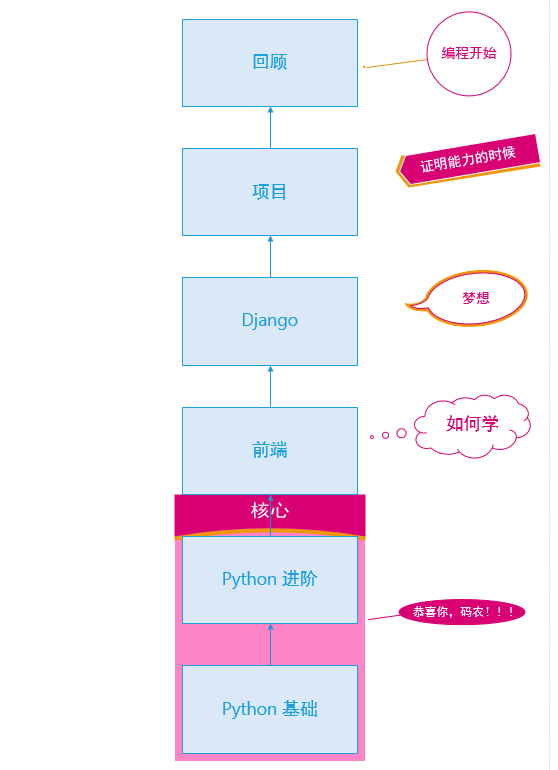 回顾
编程开始
项目
证明能力的时候
Django
梦想
前端
如何学
核心
Python 进阶
恭喜你，码农！！！
Python 基础